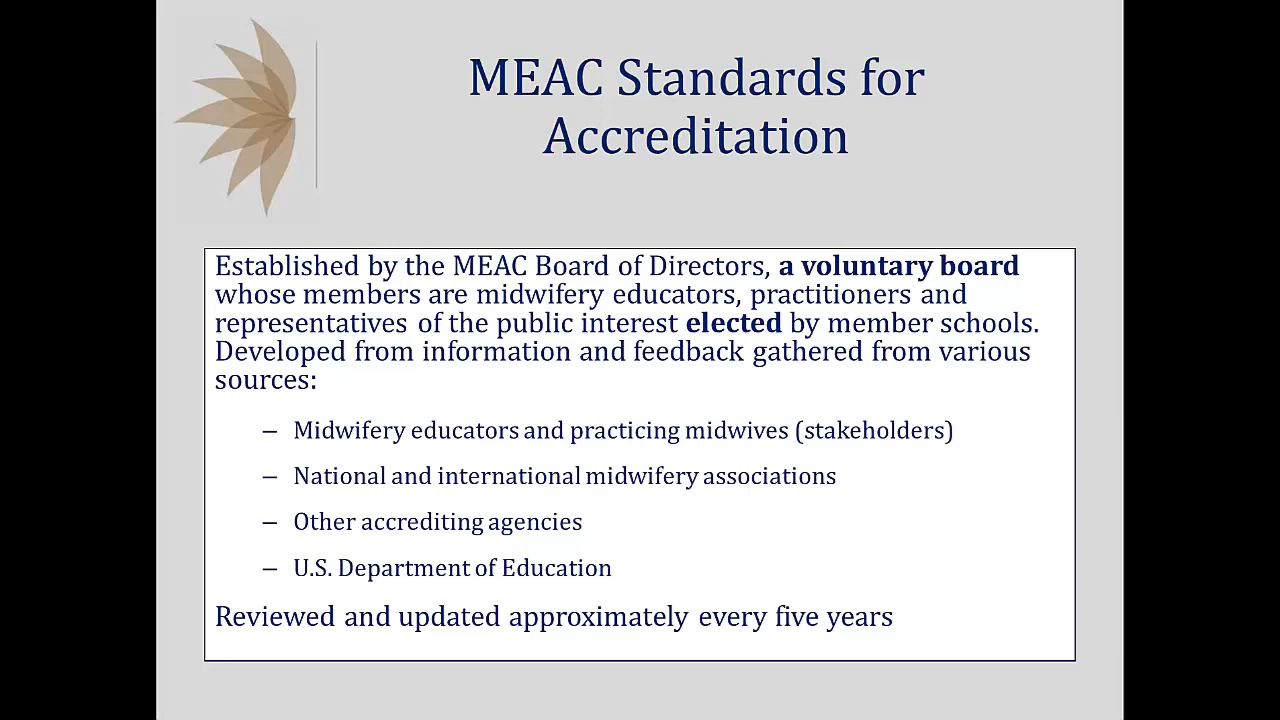 MEAC Standards for
Accreditation
Established by the MEAC Board of Directors, a voluntary board
whose members are midwifery educators, practitioners and
representatives of the public interest elected by member schools.
Developed from information and feedback gathered from various
sources:
– Midwifery educators and practicing midwives (stakeholders)
– National and international midwifery associations
– Other accrediting agencies
– U.S. Department of Education
Reviewed and updated approximately every five years